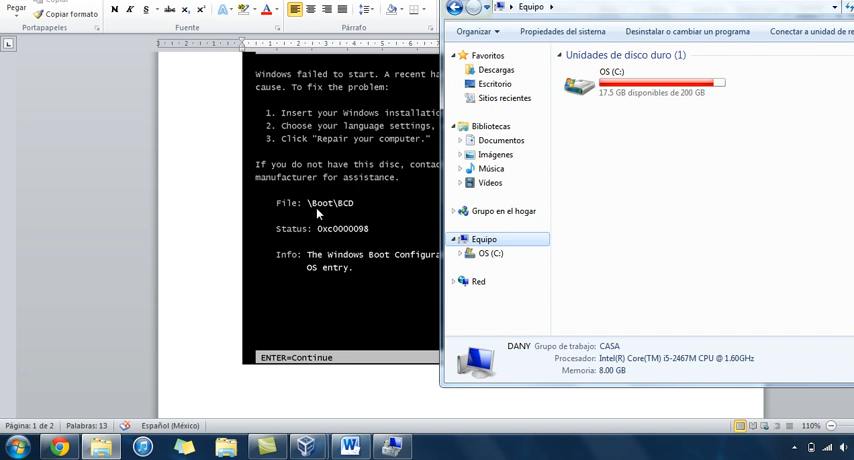 Pegar
Copiar formato
Portapapeles
N K S abc x₂ x²
Fuente
Párrafo
Windows failed to start. A recent ha
cause. To fix the problem:
1. Insert your Windows installatio
2. Choose your language settings,
3. Click "Repair your computer."
If you do not have this disc, contac
manufacturer for assistance.
File: \Boot\BCD
Status: 0xc0000098
Info: The Windows Boot Configura
OS entry.
ENTER=Continue
Equipo
Organizar
Propiedades del sistema
Desinstalar o cambiar un programa
Conectar a unidad de re
Favoritos
Descargas
Escritorio
Sitios recientes
Bibliotecas
Documentos
Imágenes
Música
Vídeos
Grupo en el hogar
Equipo
OS (C:)
Red
Unidades de disco duro (1)
OS (C:)
17.5 GB disponibles de 200 GB
DANY Grupo de trabajo: CASA
Procesador: Intel(R) Core(TM) i5-2467M CPU @ 1.60GHz
Memoria: 8.00 GB
Página: 1 de 2 Palabras: 13 Español (México) 110%